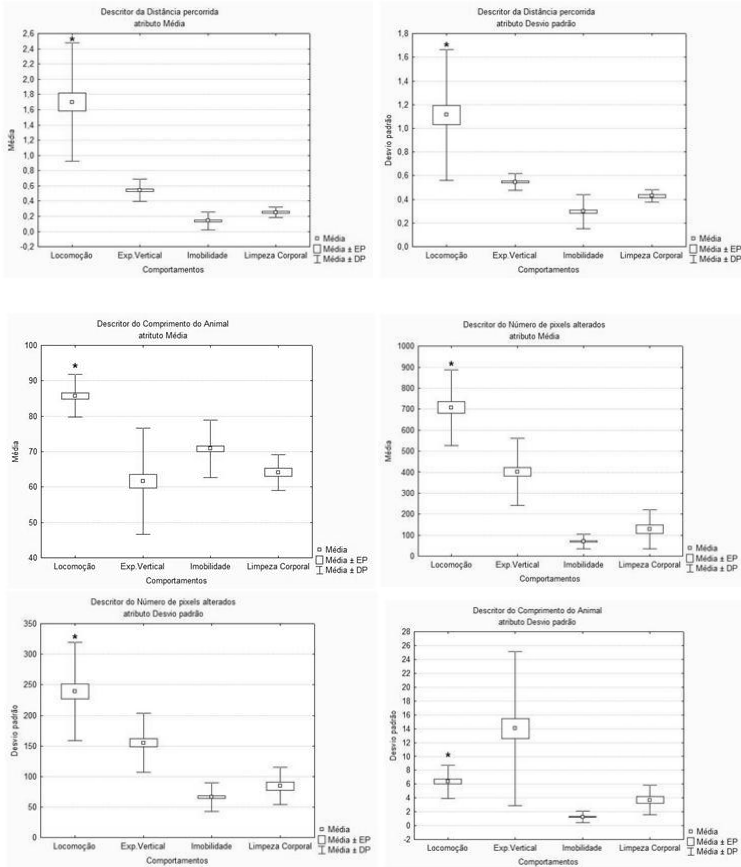 Descritor da Distância percorrida
atributo Média
2,6
2,4
2,2
2,0
1,8
1,6
1,4
1,2
1,0
0,8
0,6
0,4
0,2
0,0
-0,2
Média
*
Locomoção Exp.Vertical Imobilidade Limpeza Corporal
Comportamentos
Média
Média ± EP
Média ± DP
Descritor da Distância percorrida
atributo Desvio padrão
1,8
1,6
1,4
1,2
1,0
0,8
0,6
0,4
0,2
0,0
Desvio padrão
*
Locomoção Exp.Vertical Imobilidade Limpeza Corporal
Comportamentos
Média
Média ± EP
Média ± DP
Descritor do Comprimento do Animal
atributo Média
100
90
80
70
60
50
40
Média
*
Locomoção Exp.Vertical Imobilidade Limpeza Corporal
Comportamentos
Média
Média ± EP
Média ± DP
Descritor do Número de pixels alterados
atributo Média
1000
900
800
700
600
500
400
300
200
100
0
Média
*
Locomoção Exp.Vertical Imobilidade Limpeza Corporal
Comportamentos
Média
Média ± EP
Média ± DP
Descritor do Número de pixels alterados
atributo Desvio padrão
350
300
250
200
150
100
50
0
Desvio padrão
*
Locomoção Exp.Vertical Imobilidade Limpeza Corporal
Comportamentos
Média
Média ± EP
Média ± DP
Descritor do Comprimento do Animal
atributo Desvio padrão
28
26
24
22
20
18
16
14
12
10
8
6
4
2
0
-2
Desvio padrão
*
Locomoção Exp.Vertical Imobilidade Limpeza Corporal
Comportamentos
Média
Média ± EP
Média ± DP